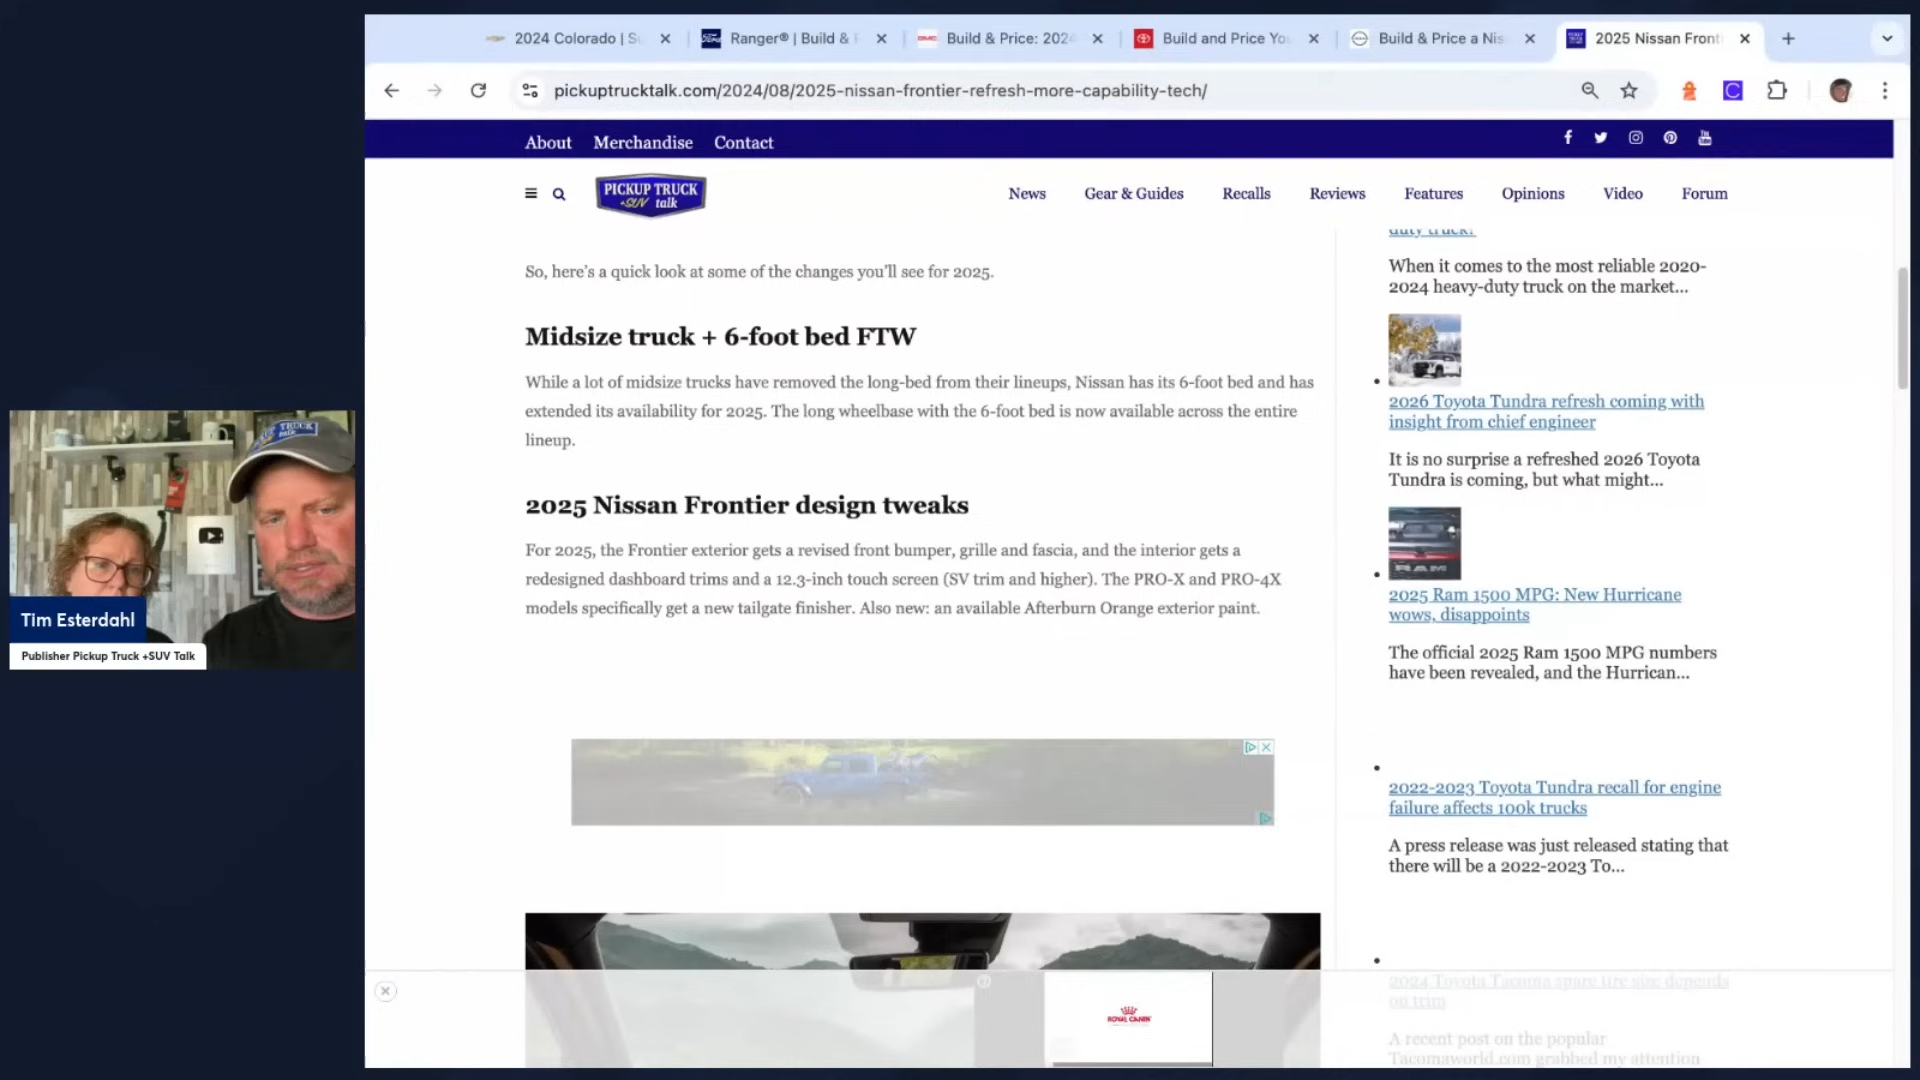 2024 Colorado | Su
Ranger® | Build & P
Build & Price: 2024
Build and Price You
Build & Price a Nis
2025 Nissan Fronti
pickuptrucktalk.com/2024/08/2025-nissan-frontier-refresh-more-capability-tech/
About Merchandise Contact
PICKUP TRUCK
+SUV talk
News Gear & Guides Recalls Reviews Features Opinions Video Forum
So, here's a quick look at some of the changes you'll see for 2025.
Midsize truck + 6-foot bed FTW
While a lot of midsize trucks have removed the long-bed from their lineups, Nissan has its 6-foot bed and has
extended its availability for 2025. The long wheelbase with the 6-foot bed is now available across the entire
lineup.
2025 Nissan Frontier design tweaks
For 2025, the Frontier exterior gets a revised front bumper, grille and fascia, and the interior gets a
redesigned dashboard trims and a 12.3-inch touch screen (SV trim and higher). The PRO-X and PRO-4X
models specifically get a new tailgate finisher. Also new: an available Afterburn Orange exterior paint.
duty truck?
When it comes to the most reliable 2020-
2024 heavy-duty truck on the market...
2026 Toyota Tundra refresh coming with
insight from chief engineer
It is no surprise a refreshed 2026 Toyota
Tundra is coming, but what might...
RAM
2025 Ram 1500 MPG: New Hurricane
wows, disappoints
The official 2025 Ram 1500 MPG numbers
have been revealed, and the Hurrican...
2022-2023 Toyota Tundra recall for engine
failure affects 100k trucks
A press release was just released stating that
there will be a 2022-2023 To...
2024 Toyota Tacoma spare tire size depends
on trim
A recent post on the popular
Tacomaworld.com grabbed my attention
ROYAL CANIN
TRUCK
talk
Tim Esterdahl
Publisher Pickup Truck +SUV Talk